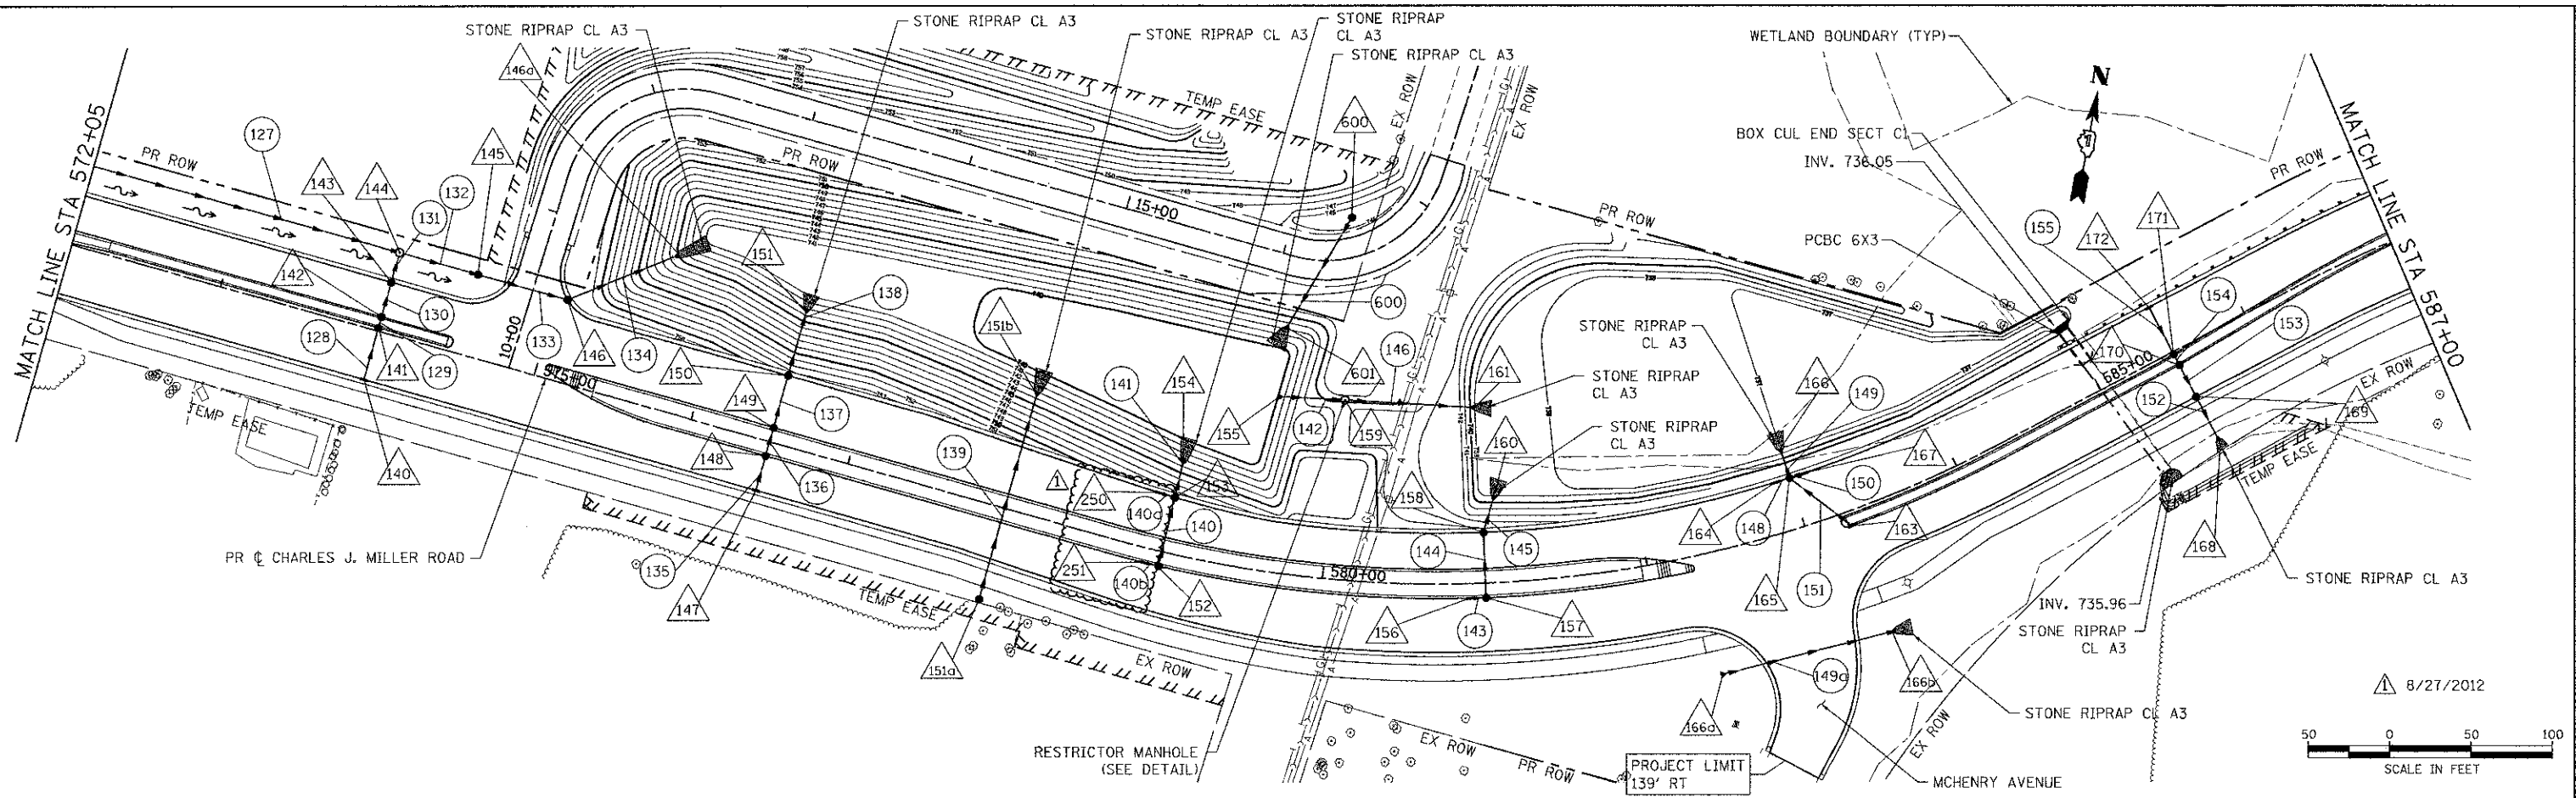 STONE RIPRAP CL A3
STONE RIPRAP CL A3
STONE RIPRAP CL A3
STONE RIPRAP
CL A3
STONE RIPRAP CL A3
WETLAND BOUNDARY (TYP)
MATCH LINE STA 572+05
PR ROW
127
143
144
131
132
145
146a
TEMP EASE
PR ROW
L15+00
600
EX ROW
EX ROW
N
BOX CUL END SECT C1
INV. 736.05
PCBC 6X3
PR ROW
PR ROW
155
172
171
154
153
MATCH LINE STA 587+00
142
130
128
141
129
10+00
133
146
134
151
138
150
600
601
146
161
STONE RIPRAP
CL A3
STONE RIPRAP
CL A3
160
STONE RIPRAP
CL A3
166
149
170
685+00
EX ROW
152
169
TEMP EASE
140
575+00
149
137
148
136
139
151b
141
154
155
142
159
158
1
250
153
140a
140
251
140b
152
144
145
164
148
167
150
163
168
PR ℄ CHARLES J. MILLER ROAD
135
147
TEMP EASE
151a
EX ROW
L580+00
156
143
157
165
151
TEMP EASE
STONE RIPRAP CL A3
INV. 735.96
STONE RIPRAP
CL A3
149a
166a
166b
STONE RIPRAP CL A3
EX ROW
1 8/27/2012
RESTRICTOR MANHOLE
(SEE DETAIL)
EX ROW
PR ROW
PROJECT LIMIT
139' RT
MCHENRY AVENUE
50 0 50 100
SCALE IN FEET